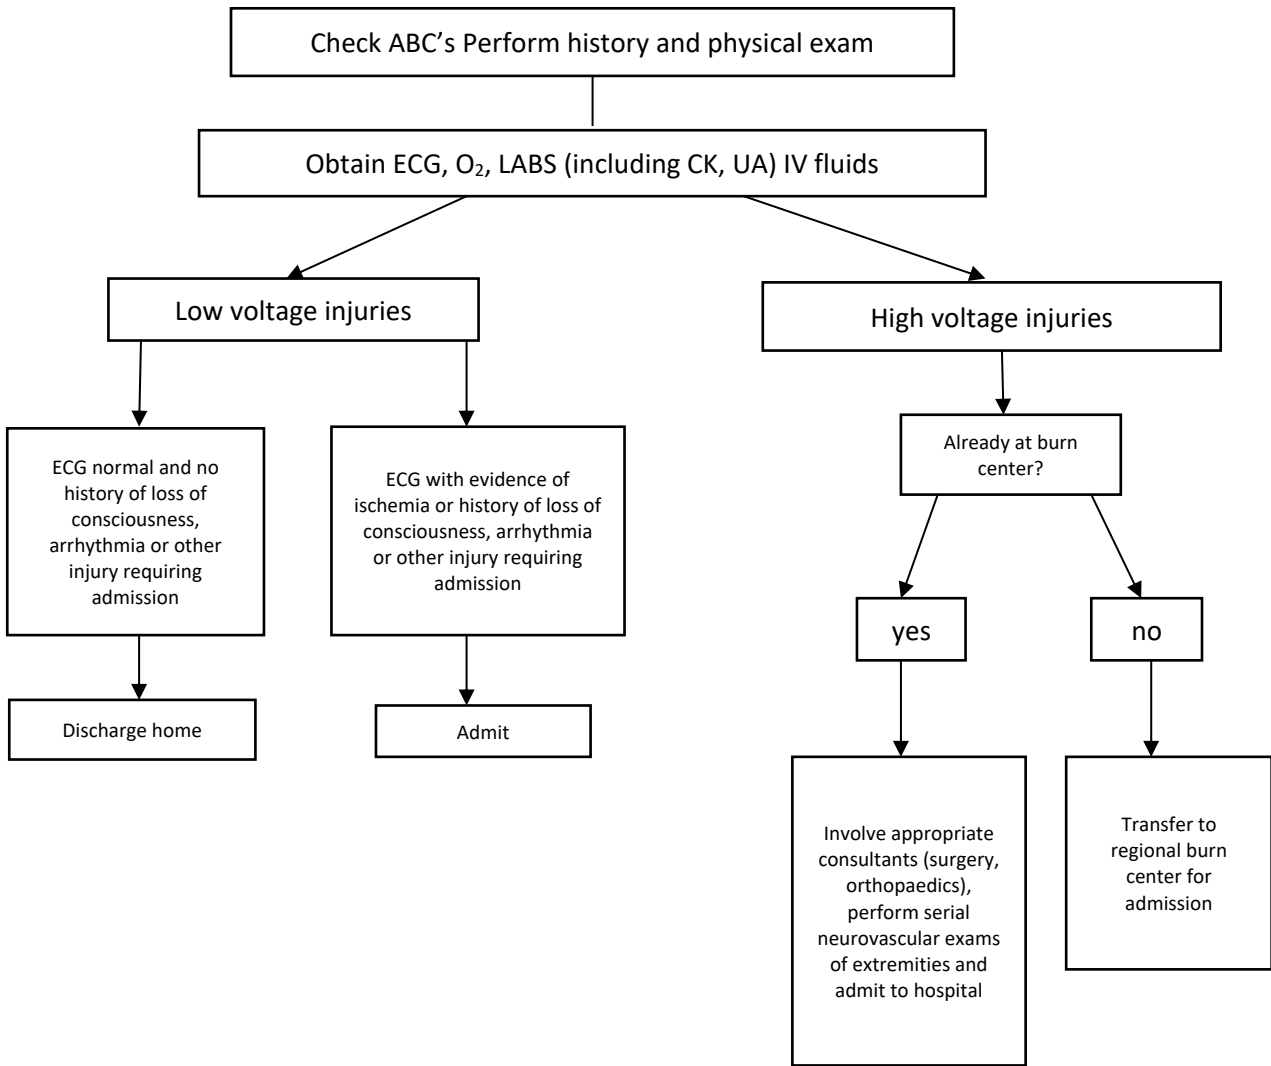 Check ABC’s Perform history and physical exam
Obtain ECG, O₂, LABS (including CK, UA) IV fluids
Low voltage injuries
High voltage injuries
ECG normal and no
history of loss of
consciousness,
arrhythmia or other
injury requiring
admission
ECG with evidence of
ischemia or history of loss of
consciousness, arrhythmia
or other injury requiring
admission
Already at burn
center?
yes
no
Discharge home
Admit
Involve appropriate
consultants (surgery,
orthopaedics),
perform serial
neurovascular exams
of extremities and
admit to hospital
Transfer to
regional burn
center for
admission